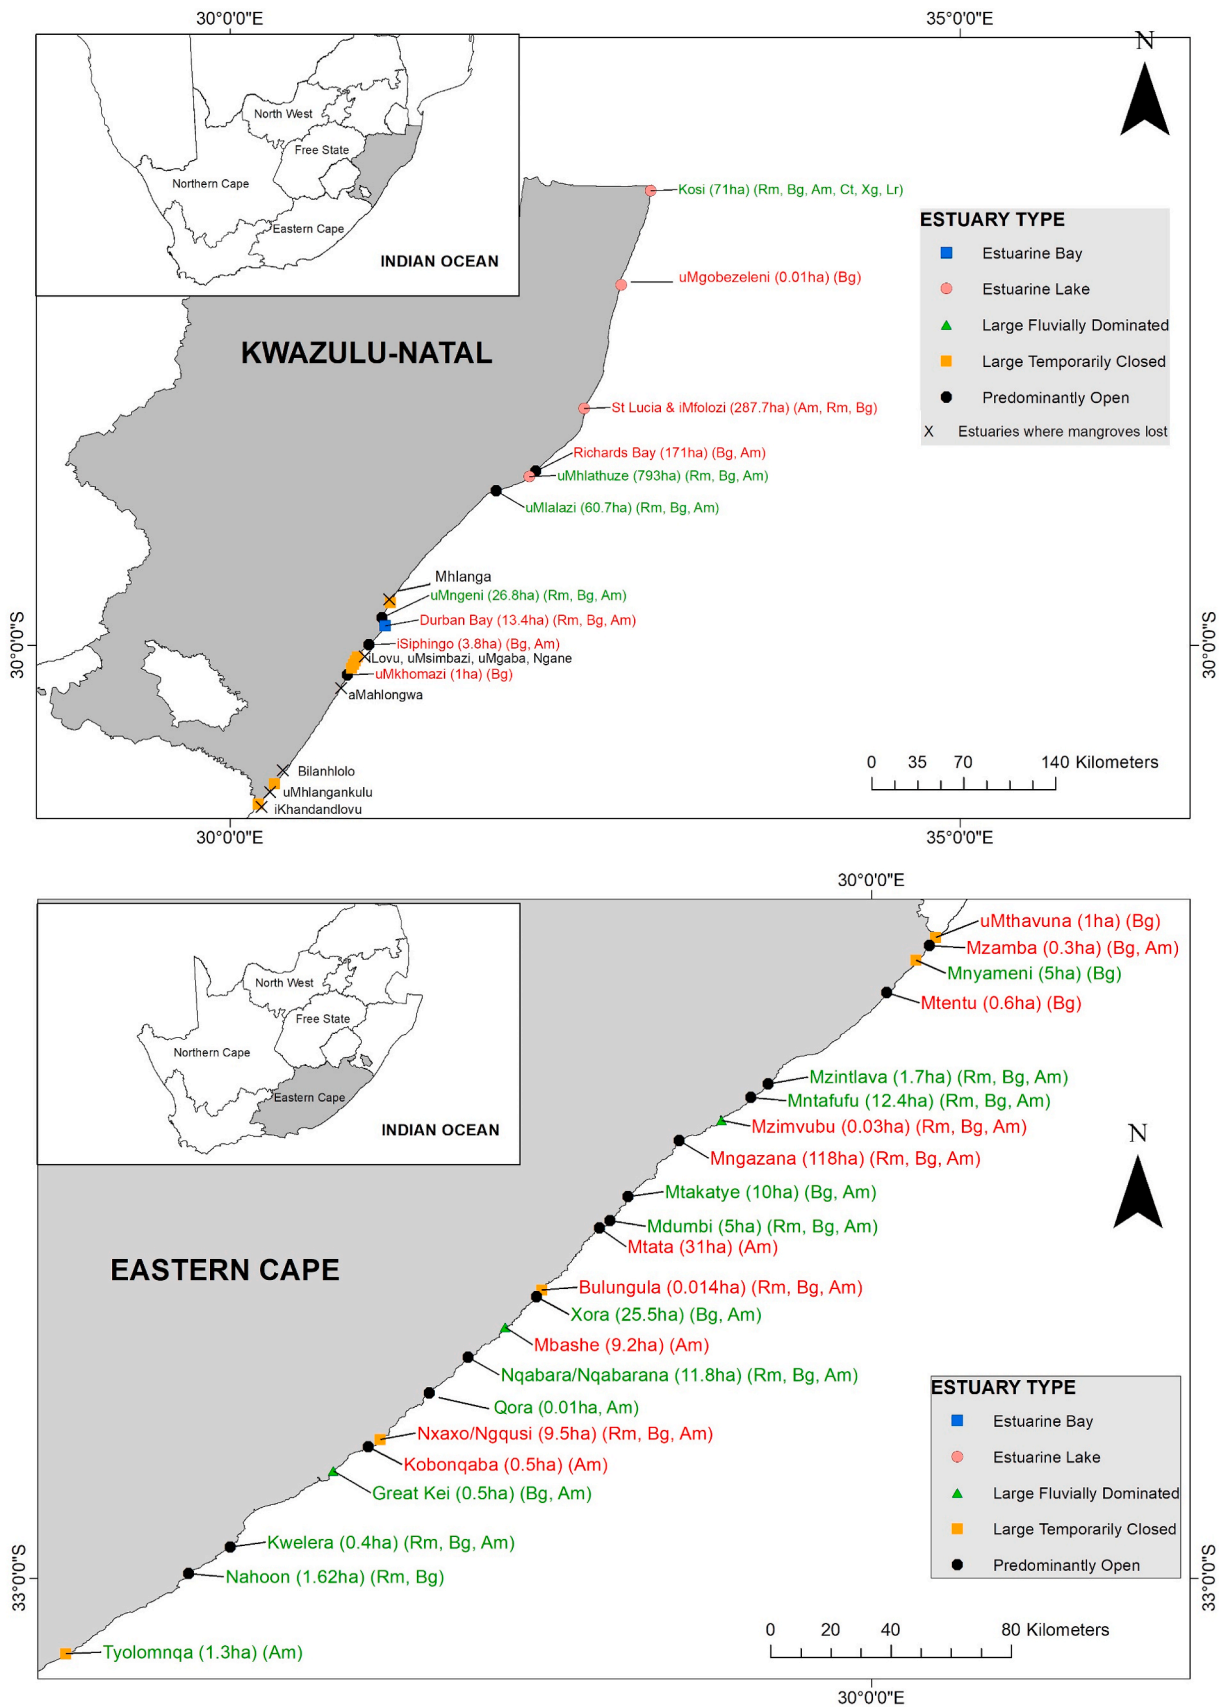 30°0'0"E
35°0'0"E
N
North West
Free State
Northern Cape
Eastern Cape
INDIAN OCEAN
Kosi (71ha) (Rm, Bg, Am, Ct, Xg, Lr)
ESTUARY TYPE
Estuarine Bay
Estuarine Lake
Large Fluvially Dominated
Large Temporarily Closed
Predominantly Open
X Estuaries where mangroves lost
uMgobezeleni (0.01ha) (Bg)
KWAZULU-NATAL
St Lucia & iMfolozi (287.7ha) (Am, Rm, Bg)
Richards Bay (171ha) (Bg, Am)
uMhlathuze (793ha) (Rm, Bg, Am)
uMlalazi (60.7ha) (Rm, Bg, Am)
Mhlanga
uMngeni (26.8ha) (Rm, Bg, Am)
Durban Bay (13.4ha) (Rm, Bg, Am)
iSiphingo (3.8ha) (Bg, Am)
iLovu, uMsimbazi, uMgaba, Ngane
uMkhomazi (1ha) (Bg)
aMahlongwa
30°0'0"S
30°0'0"S
Bilanhlolo
uMhlangankulu
iKhandandlovu
0 35 70 140 Kilometers
30°0'0"E
35°0'0"E
30°0'0"E
North West
Free State
Northern Cape
Eastern Cape
INDIAN OCEAN
uMthavuna (1ha) (Bg)
Mzamba (0.3ha) (Bg, Am)
Mnyameni (5ha) (Bg)
Mtentu (0.6ha) (Bg)
Mzintlava (1.7ha) (Rm, Bg, Am)
Mntafufu (12.4ha) (Rm, Bg, Am)
Mzimvubu (0.03ha) (Rm, Bg, Am)
N
Mngazana (118ha) (Rm, Bg, Am)
Mtakatye (10ha) (Bg, Am)
Mdumbi (5ha) (Rm, Bg, Am)
Mtata (31ha) (Am)
EASTERN CAPE
Bulungula (0.014ha) (Rm, Bg, Am)
Xora (25.5ha) (Bg, Am)
Mbashe (9.2ha) (Am)
Nqabara/Nqabarana (11.8ha) (Rm, Bg, Am)
Qora (0.01ha, Am)
Nxaxo/Ngqusi (9.5ha) (Rm, Bg, Am)
Kobonqaba (0.5ha) (Am)
Great Kei (0.5ha) (Bg, Am)
Kwelera (0.4ha) (Rm, Bg, Am)
Nahoon (1.62ha) (Rm, Bg)
Tyolomnqa (1.3ha) (Am)
ESTUARY TYPE
Estuarine Bay
Estuarine Lake
Large Fluvially Dominated
Large Temporarily Closed
Predominantly Open
33°0'0"S
33°0'0"S
0 20 40 80 Kilometers
30°0'0"E